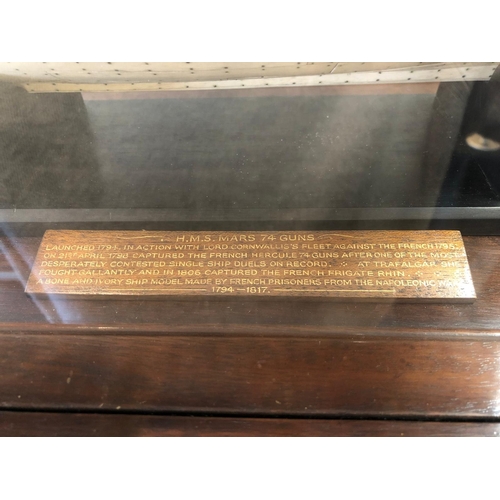 H.M.S. MARS 74 GUNS
LAUNCHED 1794. IN ACTION WITH LORD CORNWALLIS'S FLEET AGAINST THE FRENCH 1795.
ON 21ST APRIL 1798 CAPTURED THE FRENCH HERCULE 74 GUNS AFTER ONE OF THE MOST
DESPERATELY CONTESTED SINGLE SHIP DUELS ON RECORD. AT TRAFALGAR SHE
FOUGHT GALLANTLY AND IN 1806 CAPTURED THE FRENCH FRIGATE RHIN.
A BONE AND IVORY SHIP MODEL MADE BY FRENCH PRISONERS FROM THE NAPOLEONIC
1794 – 1817.